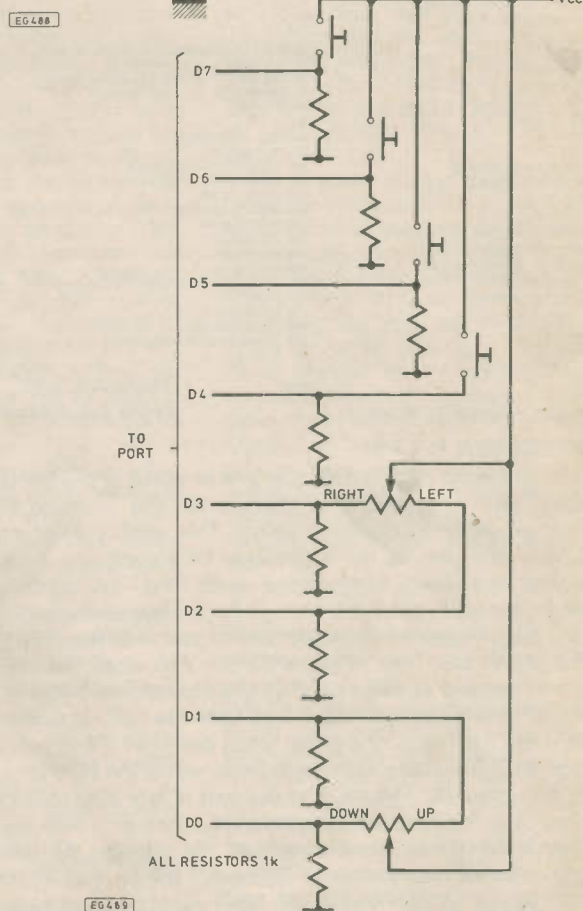 +Vcc
EG488
D7
D6
D5
D4
TO
PORT
D3
RIGHT
LEFT
D2
D1
D0
DOWN
UP
ALL RESISTORS 1k
EG489